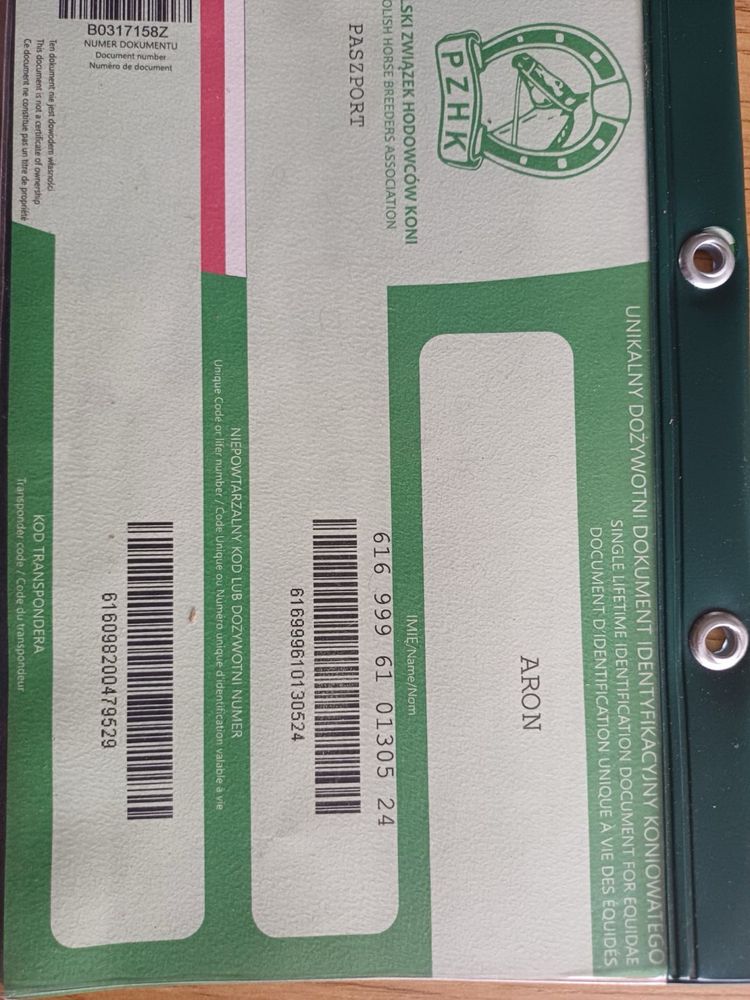 PZHK
LSKI ZWIĄZEK HODOWCÓW KONI
OLISH HORSE BREEDERS ASSOCIATION
PASZPORT
B0317158Z
NUMER DOKUMENTU
Document number
Numéro de document
Ten dokument nie jest dowodem własności
This document is not a certificate of ownership
Ce document ne constitue pas un titre de propriété
UNIKALNY DOŻYWOTNI DOKUMENT IDENTYFIKACYJNY KONIOWATEGO
SINGLE LIFETIME IDENTIFICATION DOCUMENT FOR EQUIDAE
DOCUMENT D'IDENTIFICATION UNIQUE À VIE DES ÉQUIDÉS
ARON
IMIĘ/Name/Nom
616 999 61 01305 24
616999610130524
NIEPOWTARZALNY KOD LUB DOŻYWOTNI NUMER
Unique Code or lifer number / Code Unique ou Numéro unique d'identification valable à vie
616098200479529
KOD TRANSPONDERA
Transponder code / Code du transpondeur